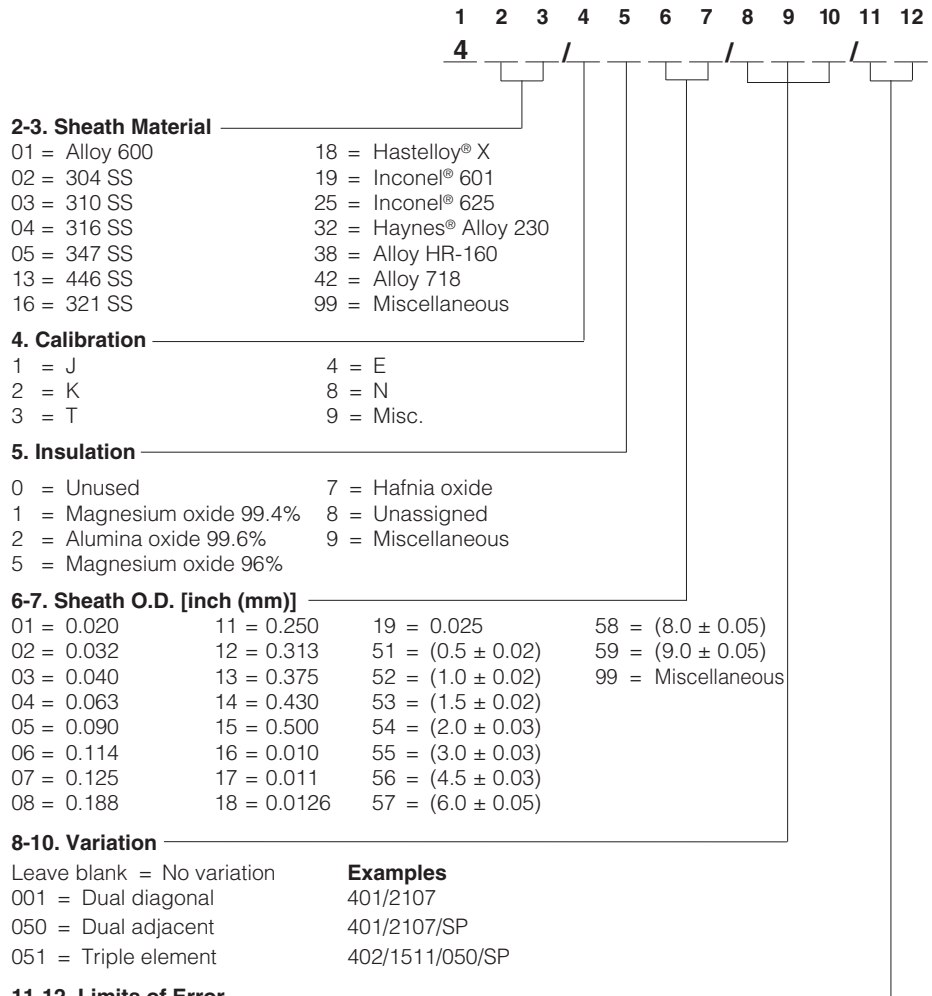 1 2 3 4 5 6 7 8 9 10 11 12
4 / / /
2-3. Sheath Material
01 = Alloy 600 18 = Hastelloy® X
02 = 304 SS 19 = Inconel® 601
03 = 310 SS 25 = Inconel® 625
04 = 316 SS 32 = Haynes® Alloy 230
05 = 347 SS 38 = Alloy HR-160
13 = 446 SS 42 = Alloy 718
16 = 321 SS 99 = Miscellaneous
4. Calibration
1 = J 4 = E
2 = K 8 = N
3 = T 9 = Misc.
5. Insulation
0 = Unused 7 = Hafnia oxide
1 = Magnesium oxide 99.4% 8 = Unassigned
2 = Alumina oxide 99.6% 9 = Miscellaneous
5 = Magnesium oxide 96%
6-7. Sheath O.D. [inch (mm)]
01 = 0.020 11 = 0.250 19 = 0.025 58 = (8.0 ± 0.05)
02 = 0.032 12 = 0.313 51 = (0.5 ± 0.02) 59 = (9.0 ± 0.05)
03 = 0.040 13 = 0.375 52 = (1.0 ± 0.02) 99 = Miscellaneous
04 = 0.063 14 = 0.430 53 = (1.5 ± 0.02)
05 = 0.090 15 = 0.500 54 = (2.0 ± 0.03)
06 = 0.114 16 = 0.010 55 = (3.0 ± 0.03)
07 = 0.125 17 = 0.011 56 = (4.5 ± 0.03)
08 = 0.188 18 = 0.0126 57 = (6.0 ± 0.05)
8-10. Variation
Leave blank = No variation Examples
001 = Dual diagonal 401/2107
050 = Dual adjacent 401/2107/SP
051 = Triple element 402/1511/050/SP
11-12. Limits of Error